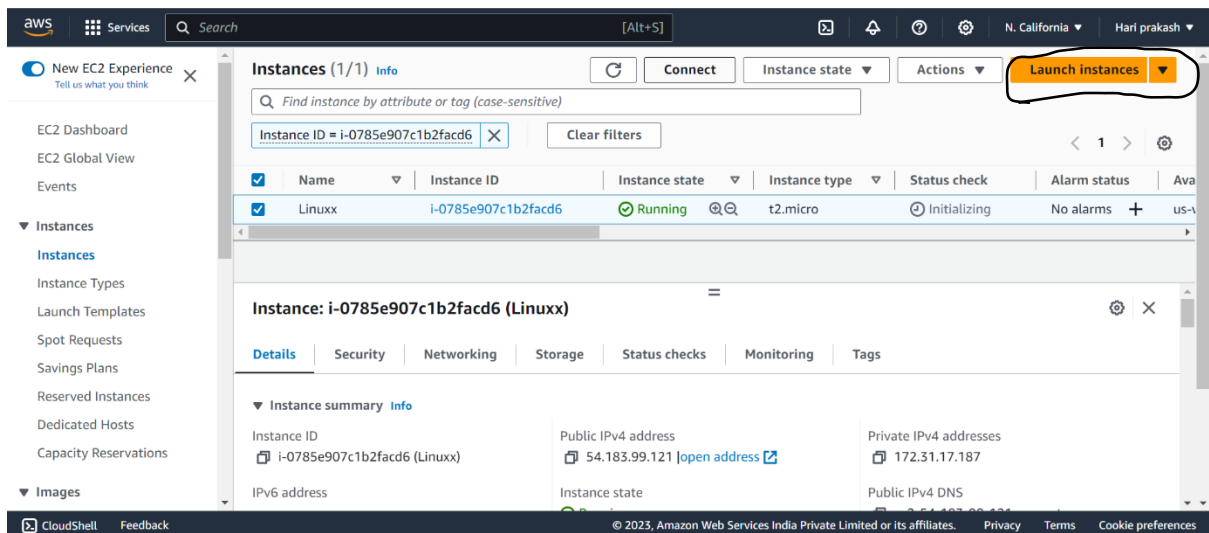 aws Services Search [Alt+S] N. California ▼ Hari prakash ▼
New EC2 Experience
Tell us what you think
EC2 Dashboard
EC2 Global View
Events
▼ Instances
Instances
Instance Types
Launch Templates
Spot Requests
Savings Plans
Reserved Instances
Dedicated Hosts
Capacity Reservations
▼ Images
Instances (1/1) Info Connect Instance state ▼ Actions ▼ Launch instances ▼
Find instance by attribute or tag (case-sensitive)
Instance ID = i-0785e907c1b2facd6 Clear filters
1
Name Instance ID Instance state Instance type Status check Alarm status Ava
Linuxx i-0785e907c1b2facd6 Running t2.micro Initializing No alarms + us-
Instance: i-0785e907c1b2facd6 (Linuxx)
Details Security Networking Storage Status checks Monitoring Tags
▼ Instance summary Info
Instance ID Public IPv4 address Private IPv4 addresses
i-0785e907c1b2facd6 (Linuxx) 54.183.99.121 |open address 172.31.17.187
IPv6 address Instance state Public IPv4 DNS
CloudShell Feedback © 2023, Amazon Web Services India Private Limited or its affiliates. Privacy Terms Cookie preferences